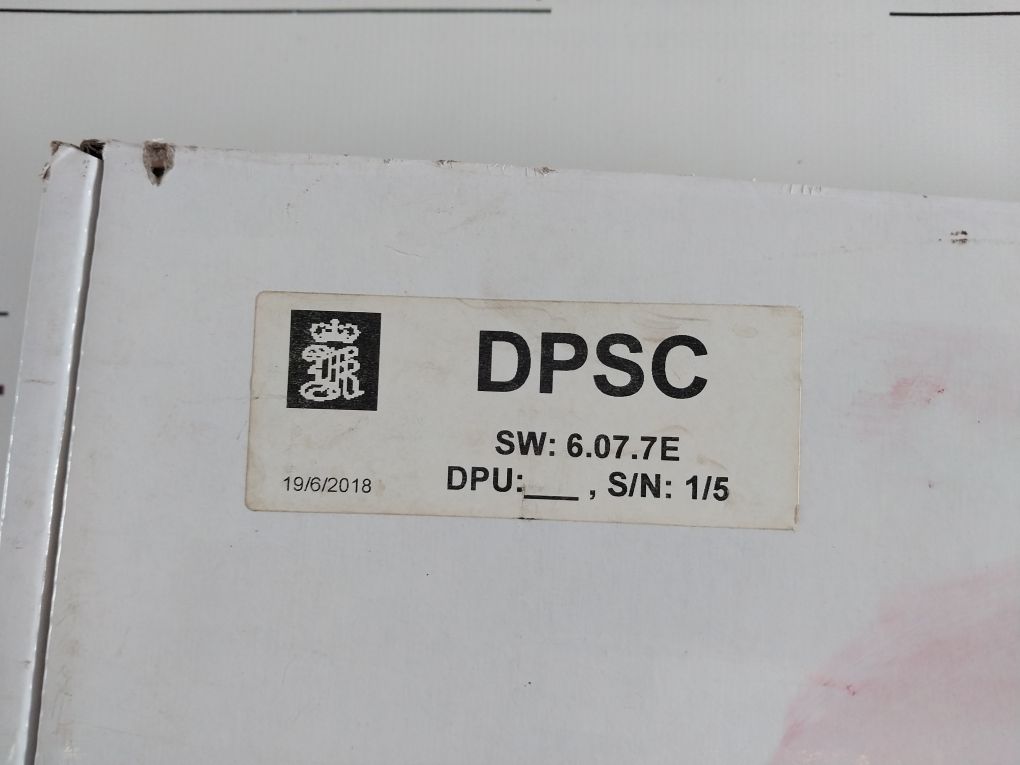 DPSC
SW: 6.07.7E
DPU:___ , S/N: 1/5
19/6/2018